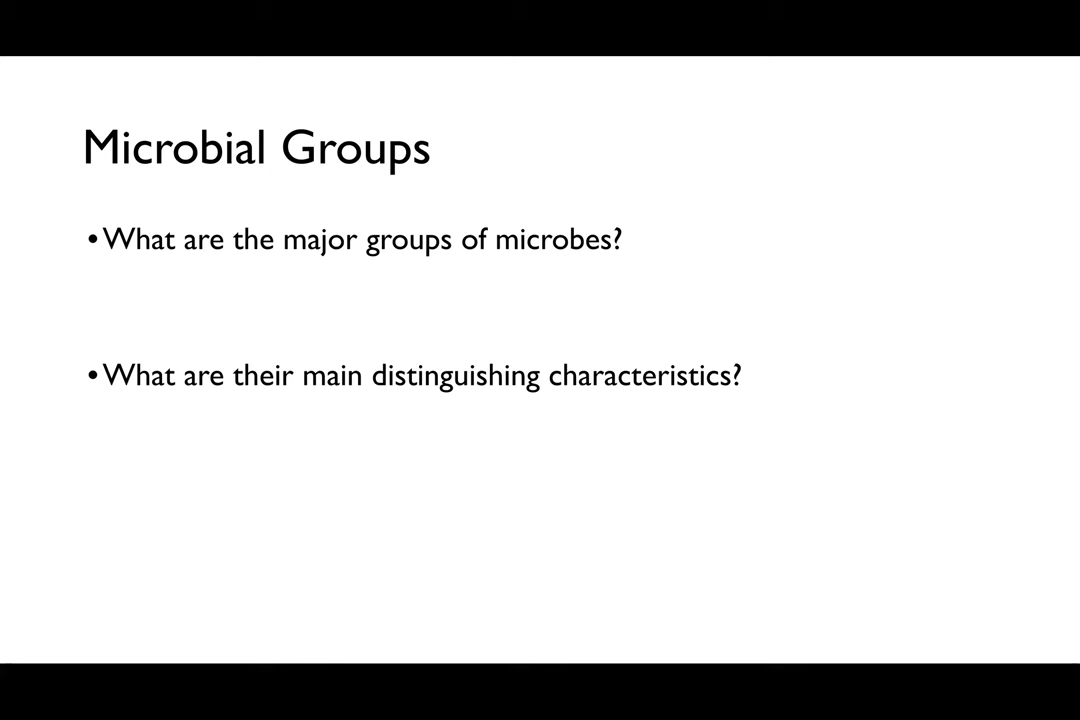 Microbial Groups
•What are the major groups of microbes?
•What are their main distinguishing characteristics?